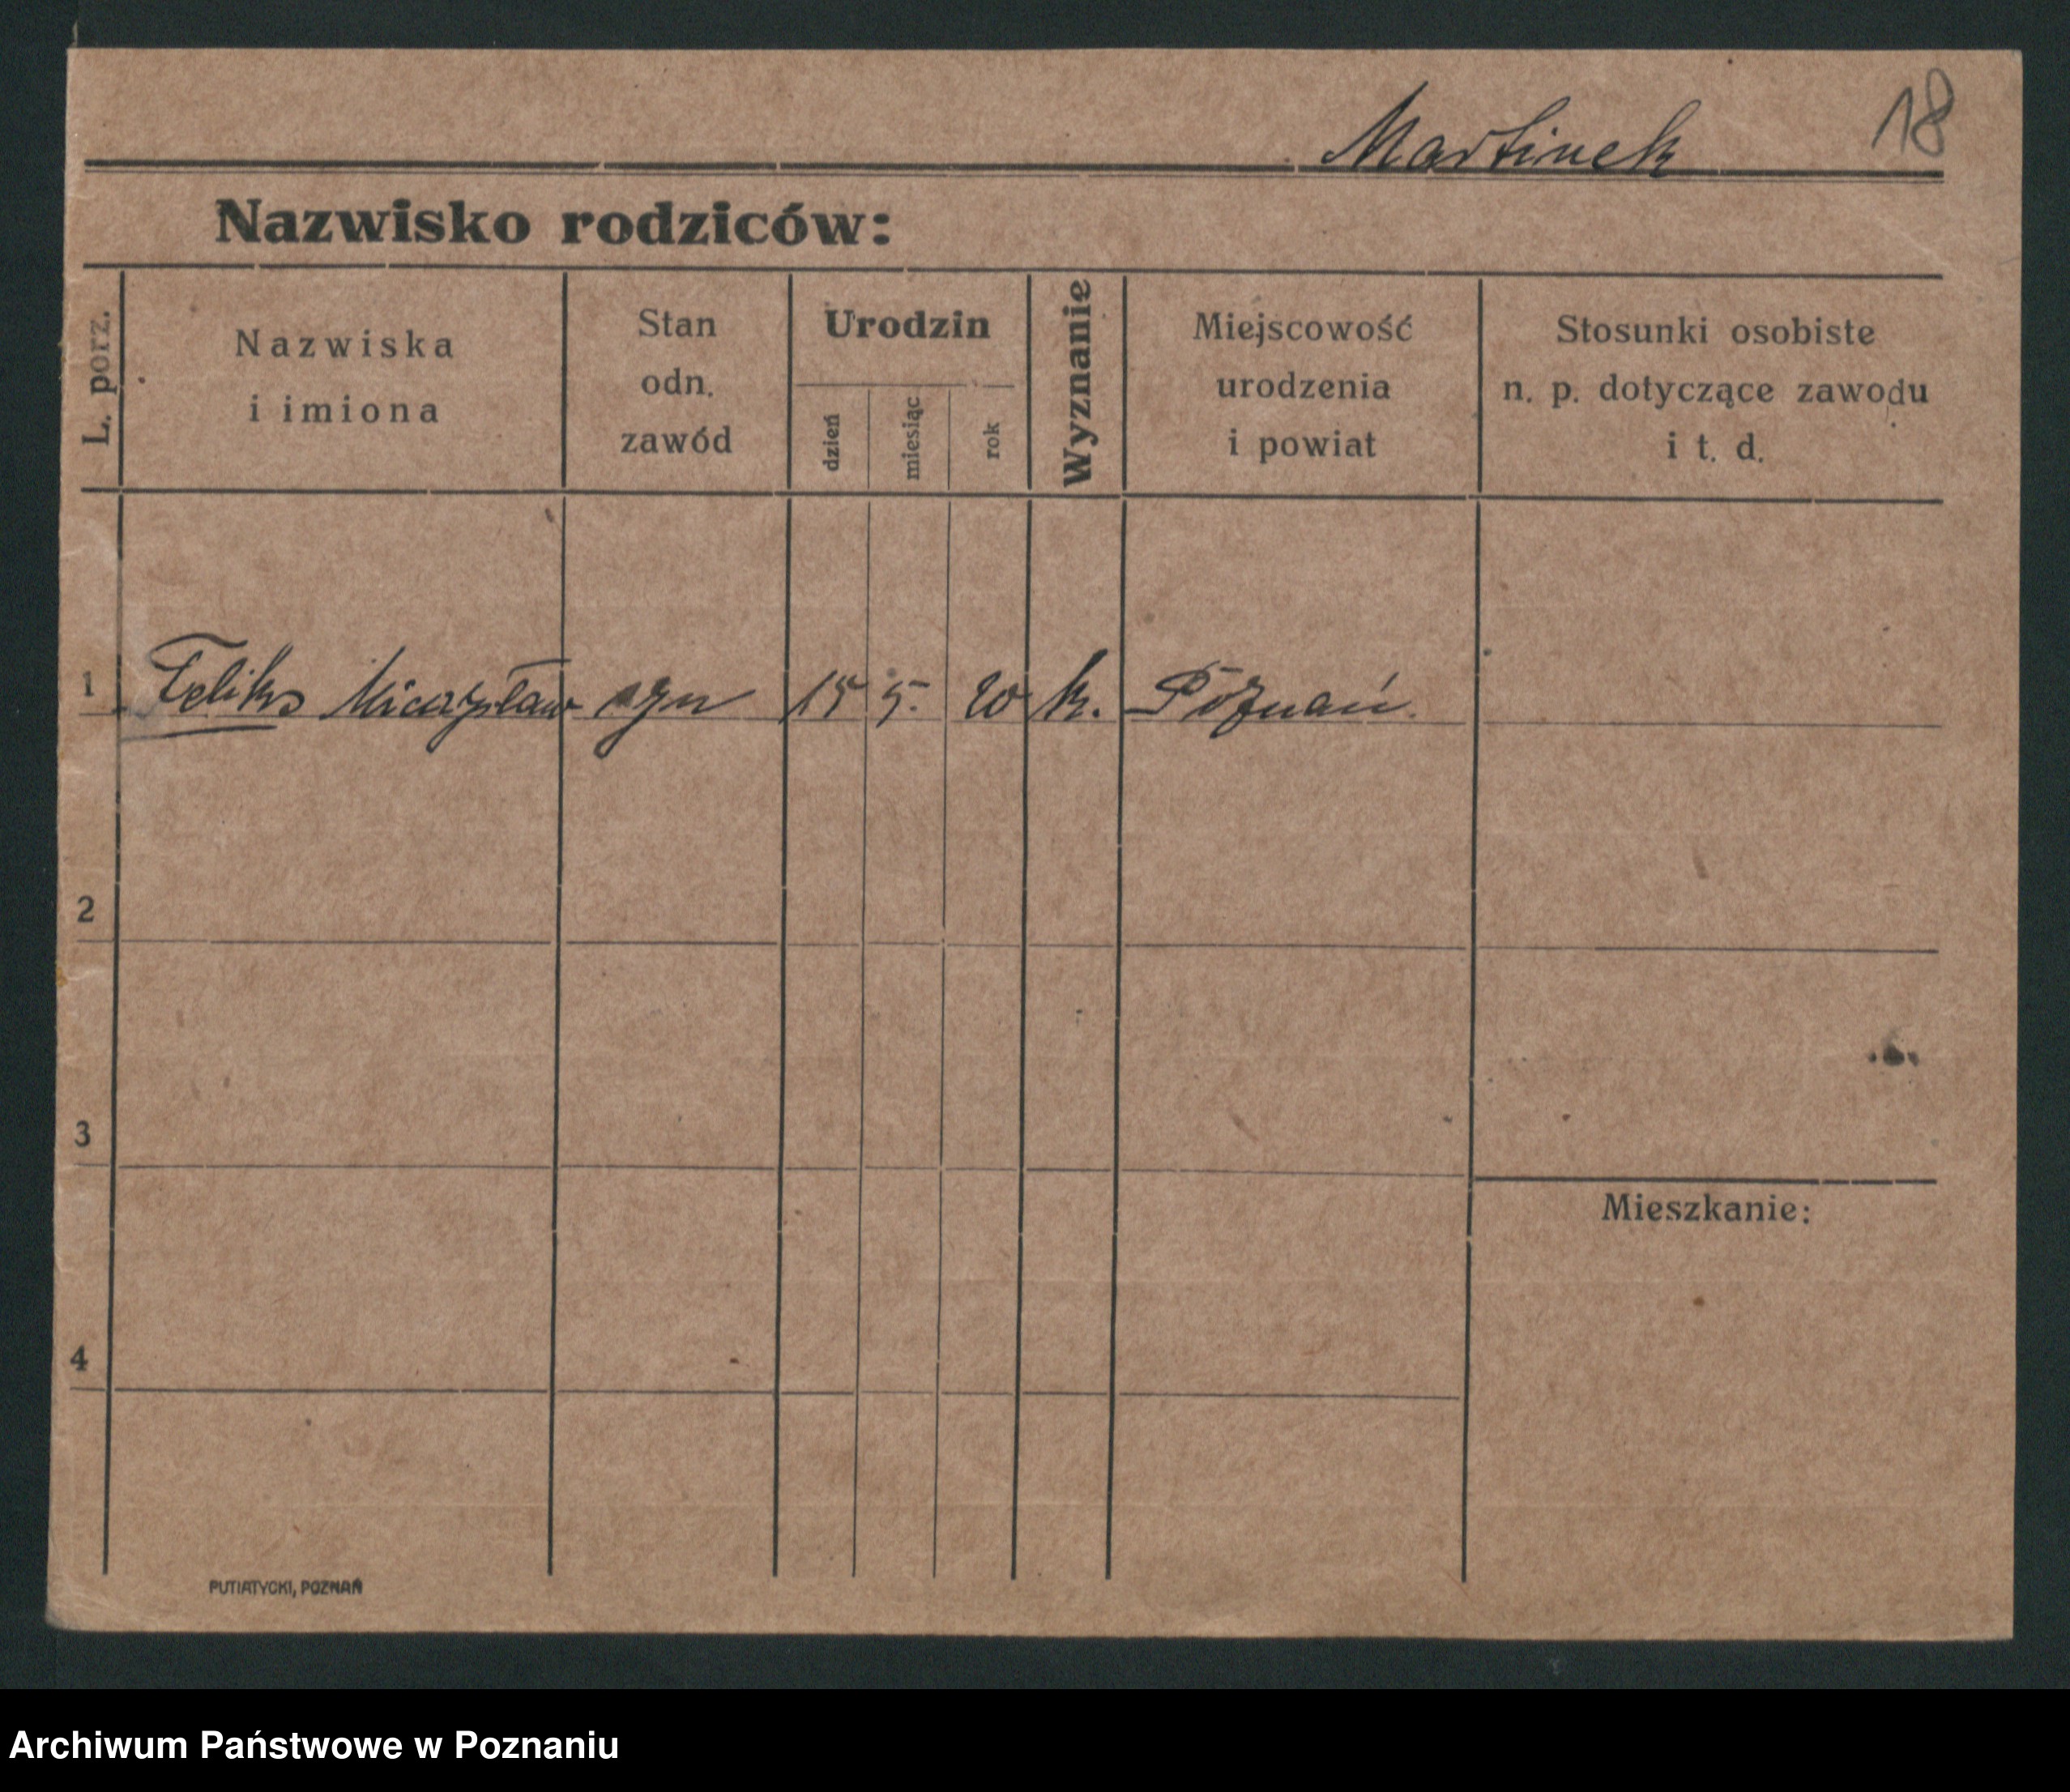 Martinek 18
Nazwisko rodziców:
L. porz.
Nazwiska
i imiona
Stan
odn.
zawód
Urodzin
dzień
miesiąc
rok
Wyznanie
Miejscowość
urodzenia
i powiat
Stosunki osobiste
n. p. dotyczące zawodu
i t. d.
1 Feliks Mieczysław syn 15 5. 20 k. Poznań.
2
3
Mieszkanie:
4
PUTIATYCKI, POZNAŃ
Archiwum Państwowe w Poznaniu